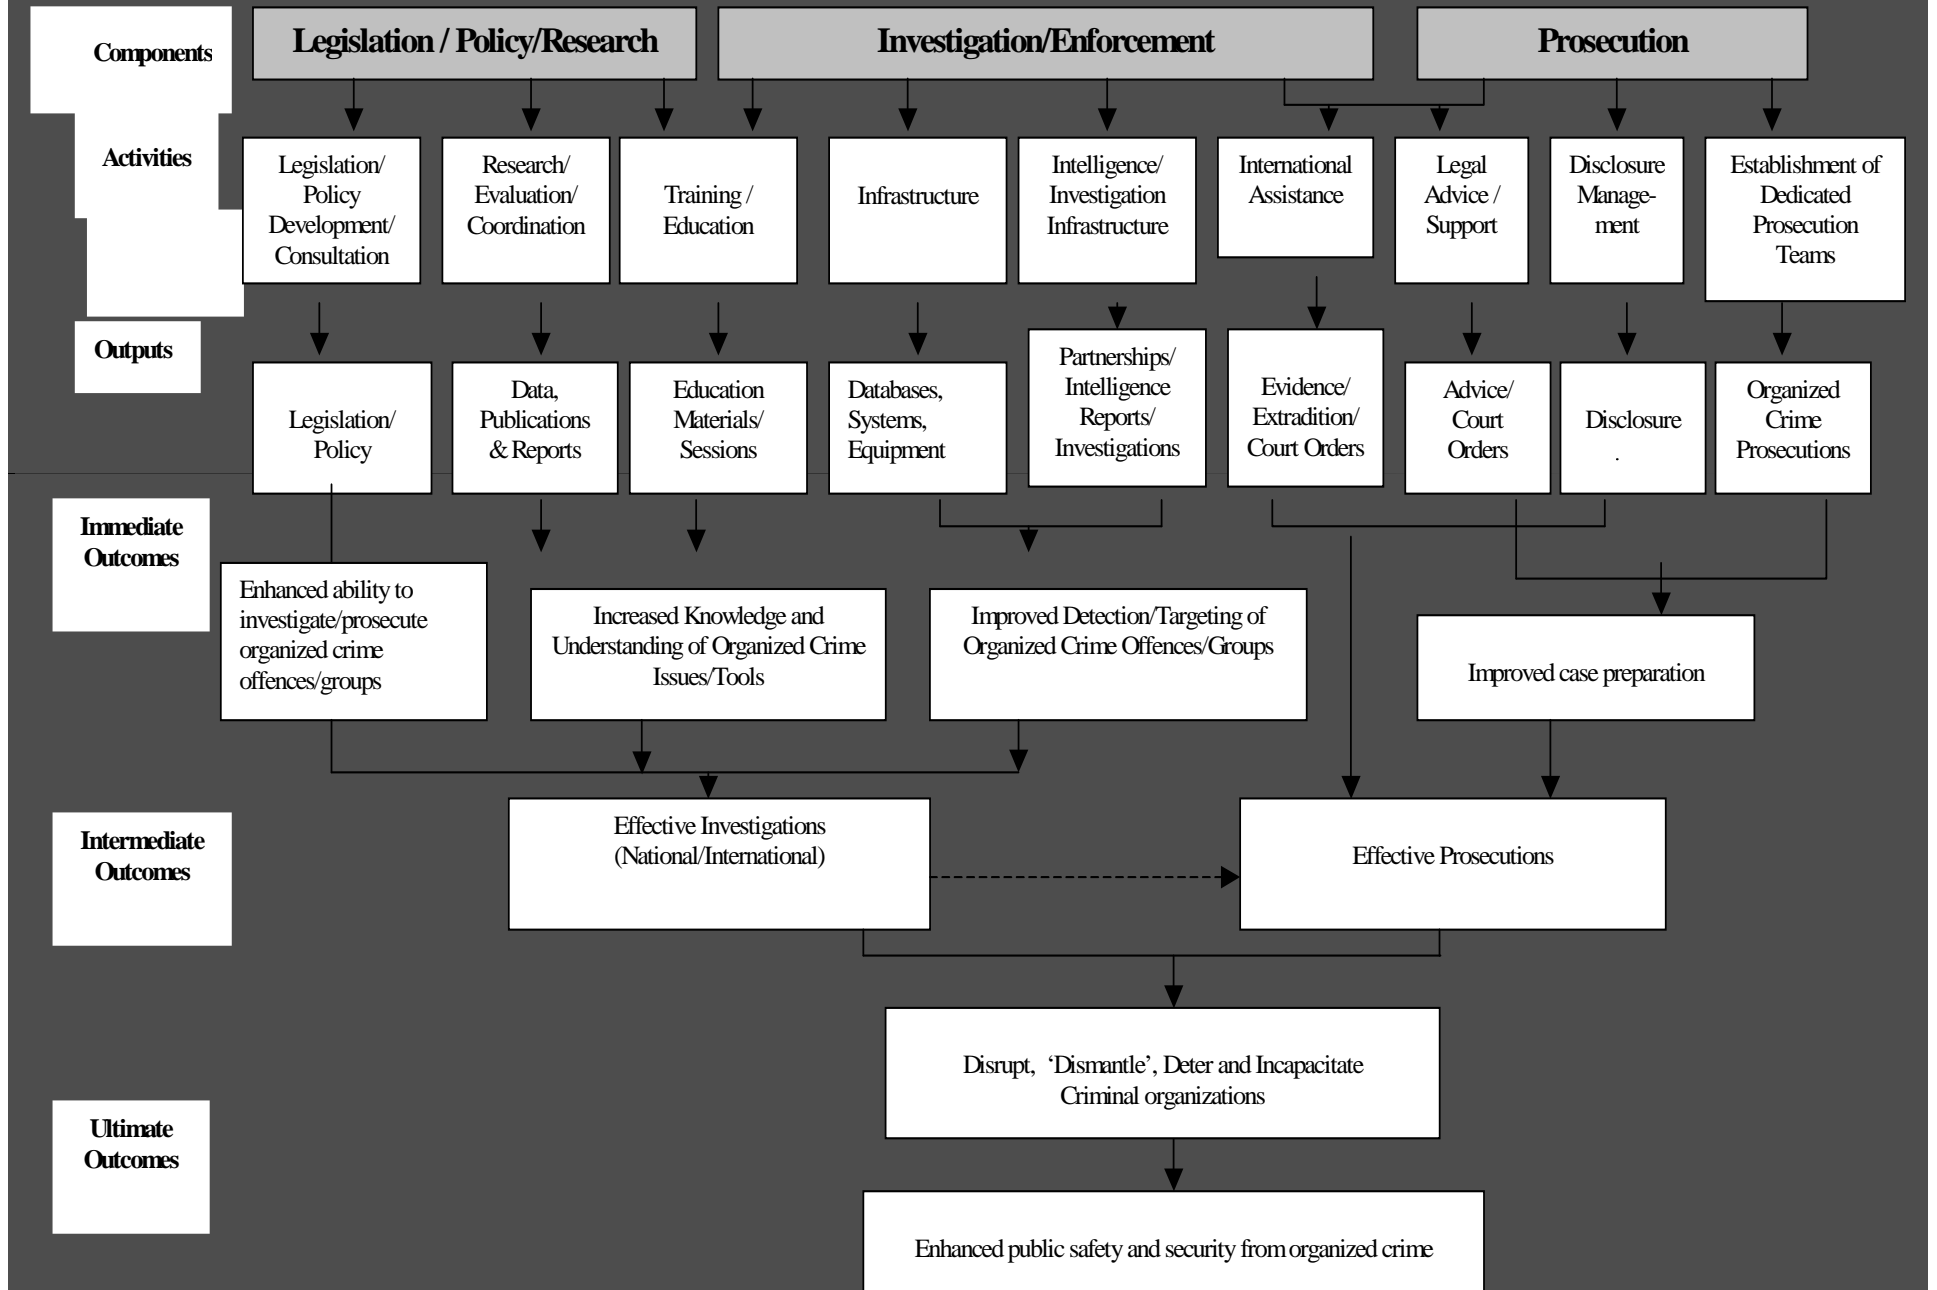 Components
Legislation / Policy/Research
Investigation/Enforcement
Prosecution
Activities
Legislation/
Policy
Development/
Consultation
Research/
Evaluation/
Coordination
Training /
Education
Infrastructure
Intelligence/
Investigation
Infrastructure
International
Assistance
Legal
Advice /
Support
Disclosure
Manage-
ment
Establishment of
Dedicated
Prosecution
Teams
Outputs
Legislation/
Policy
Data,
Publications
& Reports
Education
Materials/
Sessions
Databases,
Systems,
Equipment
Partnerships/
Intelligence
Reports/
Investigations
Evidence/
Extradition/
Court Orders
Advice/
Court
Orders
Disclosure
.
Organized
Crime
Prosecutions
Immediate
Outcomes
Enhanced ability to
investigate/prosecute
organized crime
offences/groups
Increased Knowledge and
Understanding of Organized Crime
Issues/Tools
Improved Detection/Targeting of
Organized Crime Offences/Groups
Improved case preparation
Intermediate
Outcomes
Effective Investigations
(National/International)
Effective Prosecutions
Disrupt, ‘Dismantle’, Deter and Incapacitate
Criminal organizations
Ultimate
Outcomes
Enhanced public safety and security from organized crime